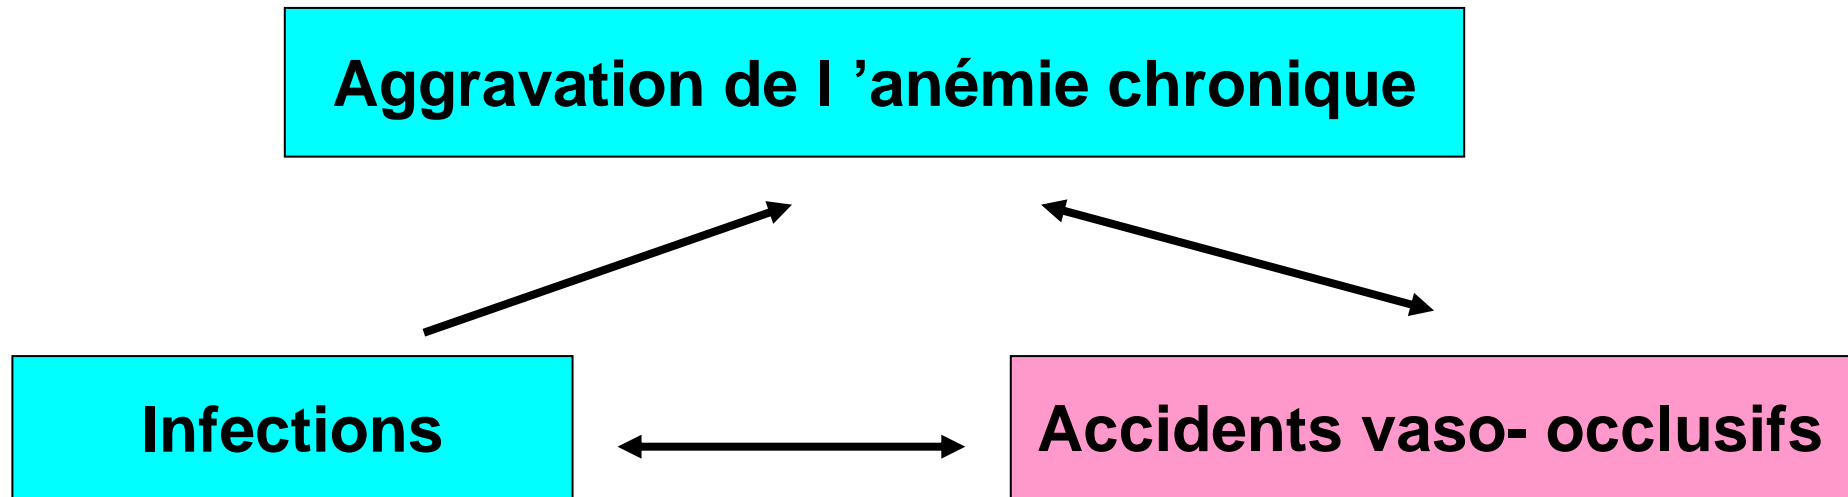 Aggravation de l ’anémie chronique
Infections
Accidents vaso- occlusifs